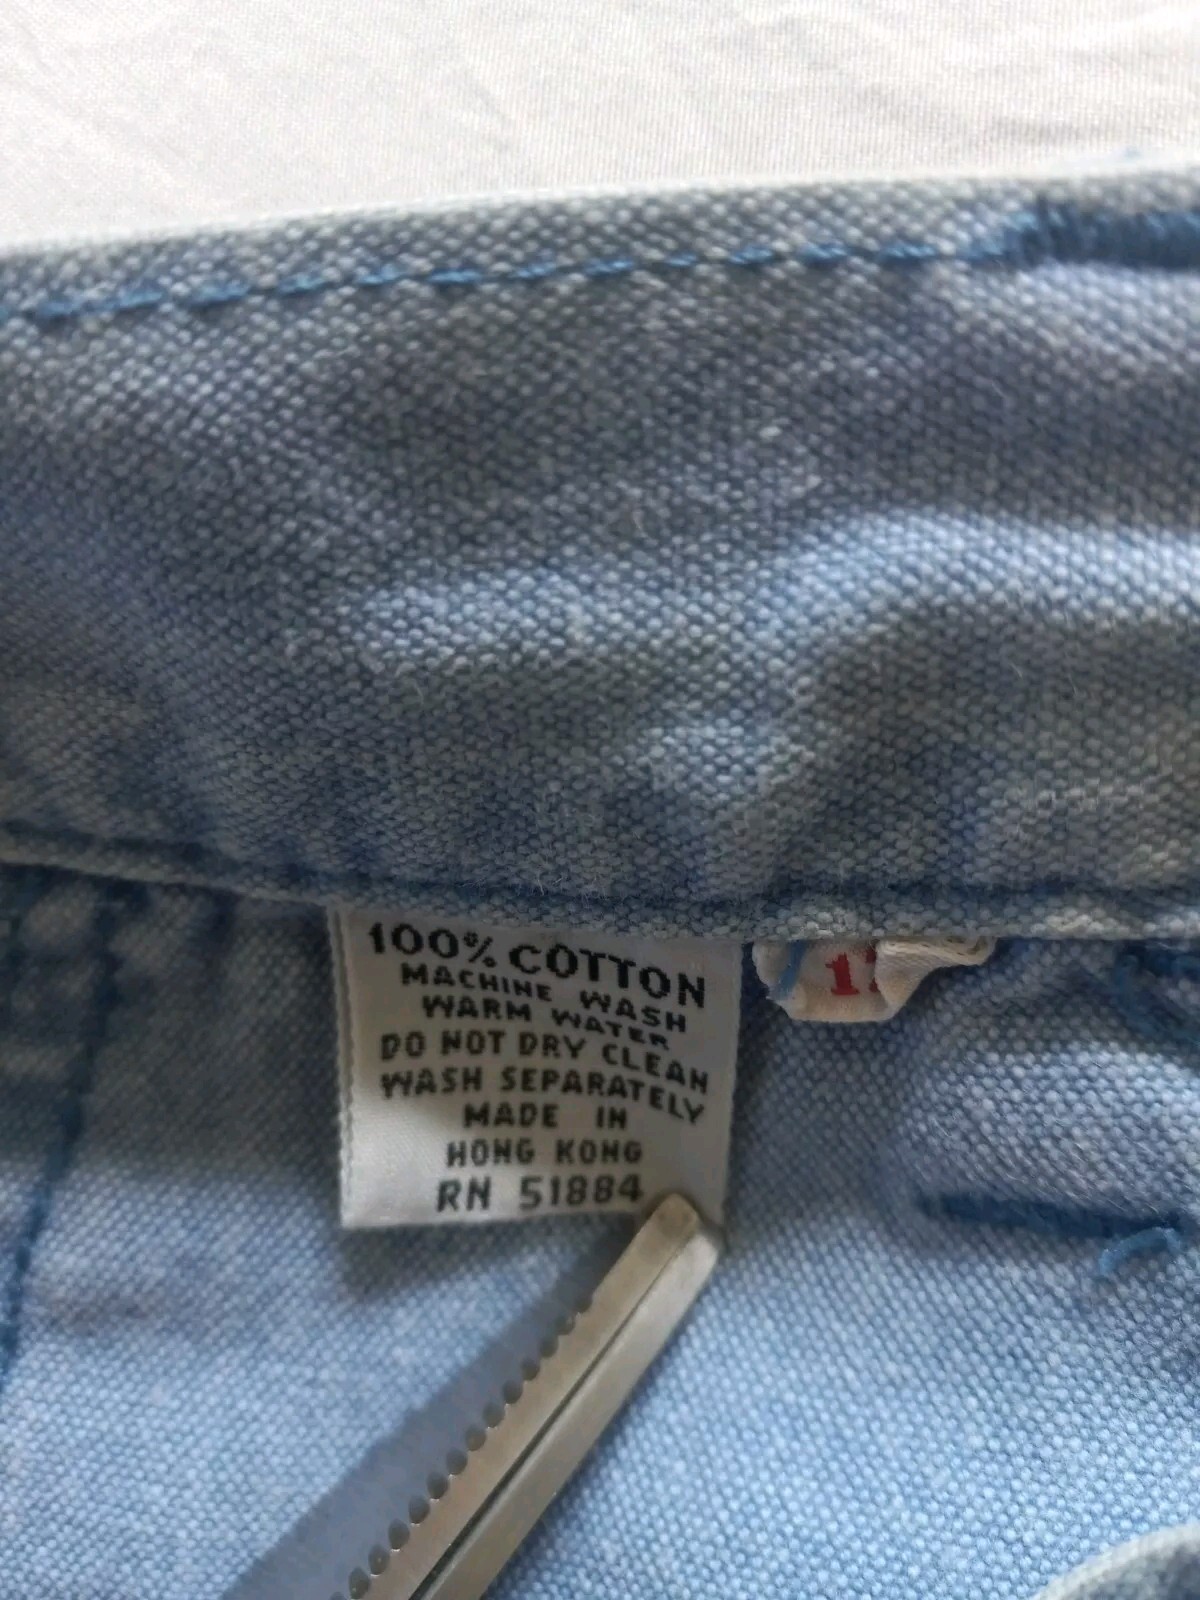 100% COTTON
MACHINE WASH
WARM WATER
DO NOT DRY CLEAN
WASH SEPARATELY
MADE IN
HONG KONG
RN 51884